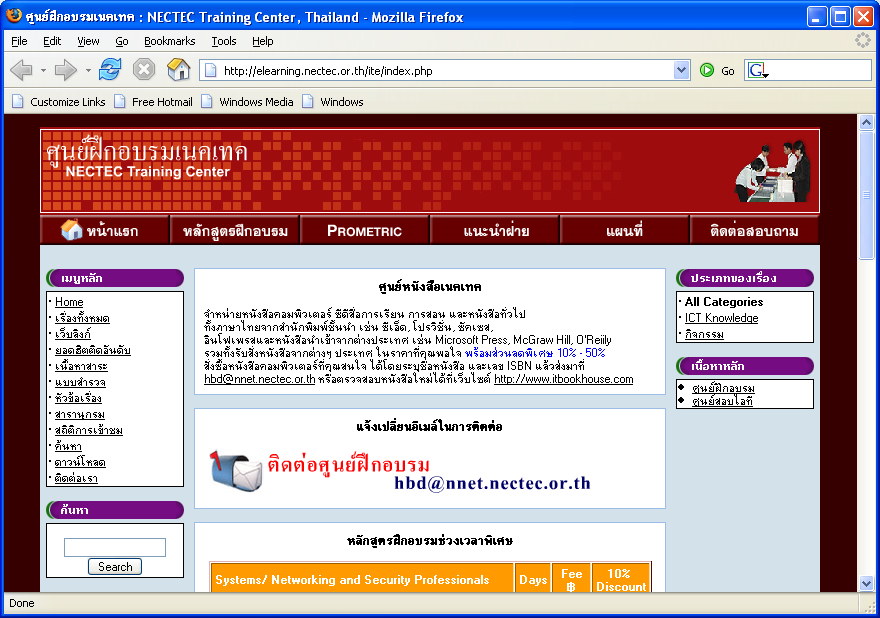 ศูนย์ฝึกอบรมเนคเทค : NECTEC Training Center, Thailand - Mozilla Firefox
File Edit View Go Bookmarks Tools Help
http://elearning.nectec.or.th/ite/index.php Go G
Customize Links Free Hotmail Windows Media Windows
ศูนย์ฝึกอบรมเนคเทค
NECTEC Training Center
หน้าแรก หลักสูตรฝึกอบรม PROMETRIC แนะนำฝ่าย แผนที่ ติดต่อสอบถาม
เมนูหลัก
Home
เรื่องทั้งหมด
เว็บลิงก์
ยอดฮิตติดอันดับ
เนื้อหาสาระ
แบบสำรวจ
หัวข้อเรื่อง
สารานุกรม
สถิติการเข้าชม
ค้นหา
ดาวน์โหลด
ติดต่อเรา
ค้นหา
Search
ศูนย์หนังสือเนคเทค
จำหน่ายหนังสือคอมพิวเตอร์ ซีดีสื่อการเรียน การสอน และหนังสือทั่วไป
ทั้งภาษาไทยจากสำนักพิมพ์ชั้นนำ เช่น ซีเอ็ด, โปรวิชั่น, ซัคเซส,
อินโฟเพรสและหนังสือนำเข้าจากต่างประเทศ เช่น Microsoft Press, McGraw Hill, O'Reiily
รวมทั้งรับสั่งหนังสือจากต่างๆ ประเทศ ในราคาที่คุณพอใจ พร้อมส่วนลดพิเศษ 10% - 50%
สั่งซื้อหนังสือคอมพิวเตอร์ที่คุณสนใจ ได้โดยระบุชื่อหนังสือ และเลข ISBN แล้วส่งมาที่
hbd@nnet.nectec.or.th หรือตรวจสอบหนังสือใหม่ได้ที่เว็บไซต์ http://www.itbookhouse.com
แจ้งเปลี่ยนอีเมล์ในการติดต่อ
ติดต่อศูนย์ฝึกอบรม
hbd@nnet.nectec.or.th
หลักสูตรฝึกอบรมช่วงเวลาพิเศษ
Systems/ Networking and Security Professionals Days Fee ฿ 10% Discount
ประเภทของเรื่อง
All Categories
ICT Knowledge
กิจกรรม
เนื้อหาหลัก
ศูนย์ฝึกอบรม
ศูนย์สอบไอที
Done